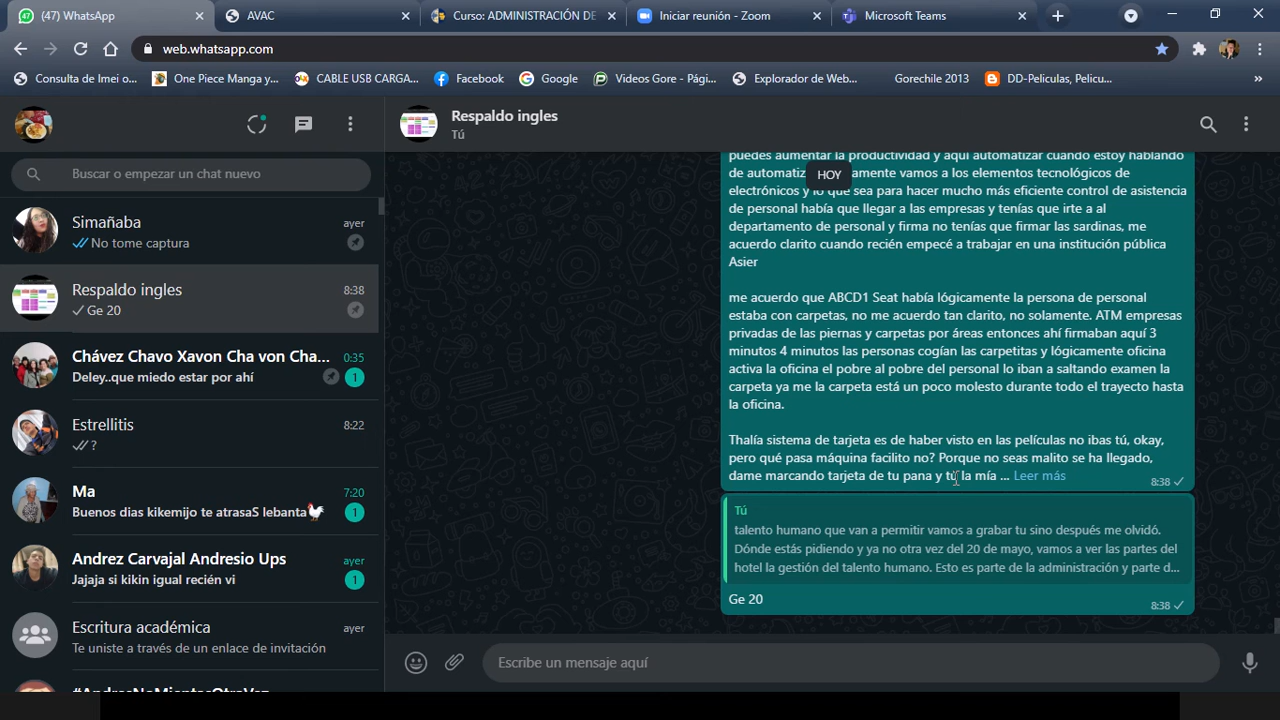 (47) WhatsApp
AVAC
Curso: ADMINISTRACIÓN DE
Iniciar reunión - Zoom
Microsoft Teams
web.whatsapp.com
Consulta de Imei o...
One Piece Manga y...
CABLE USB CARGA...
Facebook
Google
Videos Gore - Pági...
Explorador de Web...
Gorechile 2013
DD-Peliculas, Pelicu...
»
Respaldo ingles
Tú
Buscar o empezar un chat nuevo
Simañaba
ayer
No tome captura
Respaldo ingles
8:38
Ge 20
Chávez Chavo Xavon Cha von Cha...
0:35
Deley..que miedo estar por ahí
1
Estrellitis
8:22
?
Ma
7:20
Buenos dias kikemijo te atrasaS lebanta
1
Andrez Carvajal Andresio Ups
ayer
Jajaja si kikin igual recién vi
1
Escritura académica
ayer
Te uniste a través de un enlace de invitación
puedes aumentar la productividad y aquí automatizar cuando estoy hablando
HOY
de automatiz amente vamos a los elementos tecnológicos de
electrónicos y lo que sea para hacer mucho más eficiente control de asistencia
de personal había que llegar a las empresas y tenías que irte a al
departamento de personal y firma no tenías que firmar las sardinas, me
acuerdo clarito cuando recién empecé a trabajar en una institución pública
Asier
me acuerdo que ABCD1 Seat había lógicamente la persona de personal
estaba con carpetas, no me acuerdo tan clarito, no solamente. ATM empresas
privadas de las piernas y carpetas por áreas entonces ahí firmaban aquí 3
minutos 4 minutos las personas cogían las carpetitas y lógicamente oficina
activa la oficina el pobre al pobre del personal lo iban a saltando examen la
carpeta ya me la carpeta está un poco molesto durante todo el trayecto hasta
la oficina.
Thalía sistema de tarjeta es de haber visto en las películas no ibas tú, okay,
pero qué pasa máquina facilito no? Porque no seas malito se ha llegado,
dame marcando tarjeta de tu pana y tú la mía ... Leer más
8:38
Tú
talento humano que van a permitir vamos a grabar tu sino después me olvidó.
Dónde estás pidiendo y ya no otra vez del 20 de mayo, vamos a ver las partes del
hotel la gestión del talento humano. Esto es parte de la administración y parte d...
Ge 20
8:38
Escribe un mensaje aquí